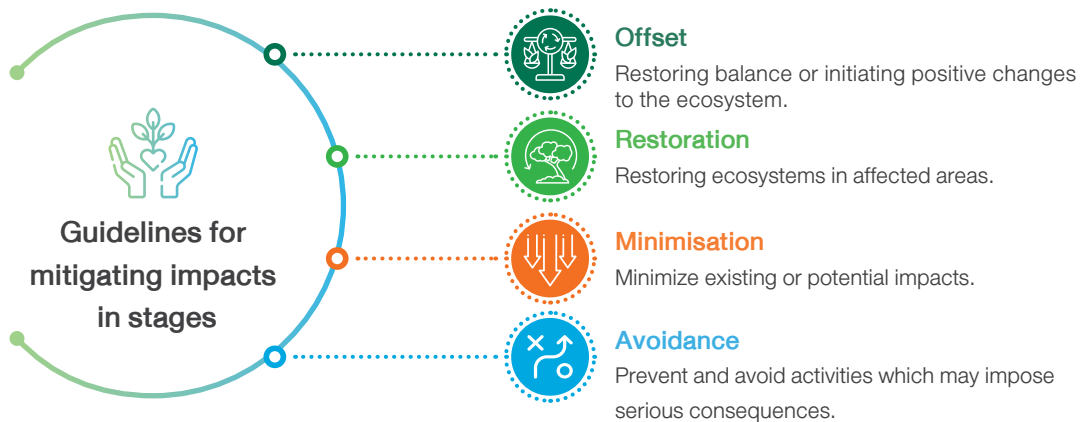 Guidelines for
mitigating impacts
in stages
Offset
Restoring balance or initiating positive changes
to the ecosystem.
Restoration
Restoring ecosystems in affected areas.
Minimisation
Minimize existing or potential impacts.
Avoidance
Prevent and avoid activities which may impose
serious consequences.